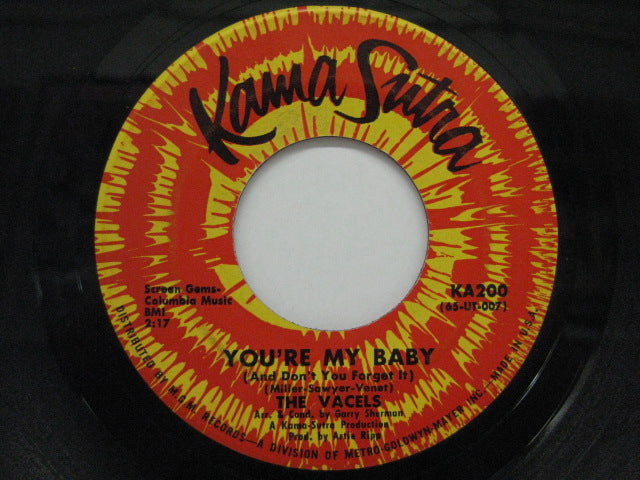 Kama Sutra
Screen Gems-
Columbia Music
BMI
2:17
KA200
(65-US-007)
YOU'RE MY BABY
(And Don't You Forget It)
(Miller-Sawyer-Venet)
THE VACELS
Arr. & Cond. by Garry Sherman
A Kama-Sutra Production
Prod. by Artie Ripp
DISTRIBUTED BY M.G.M. RECORDS—A DIVISION OF METRO-GOLDWYN-MAYER INC.· MADE IN U.S.A.